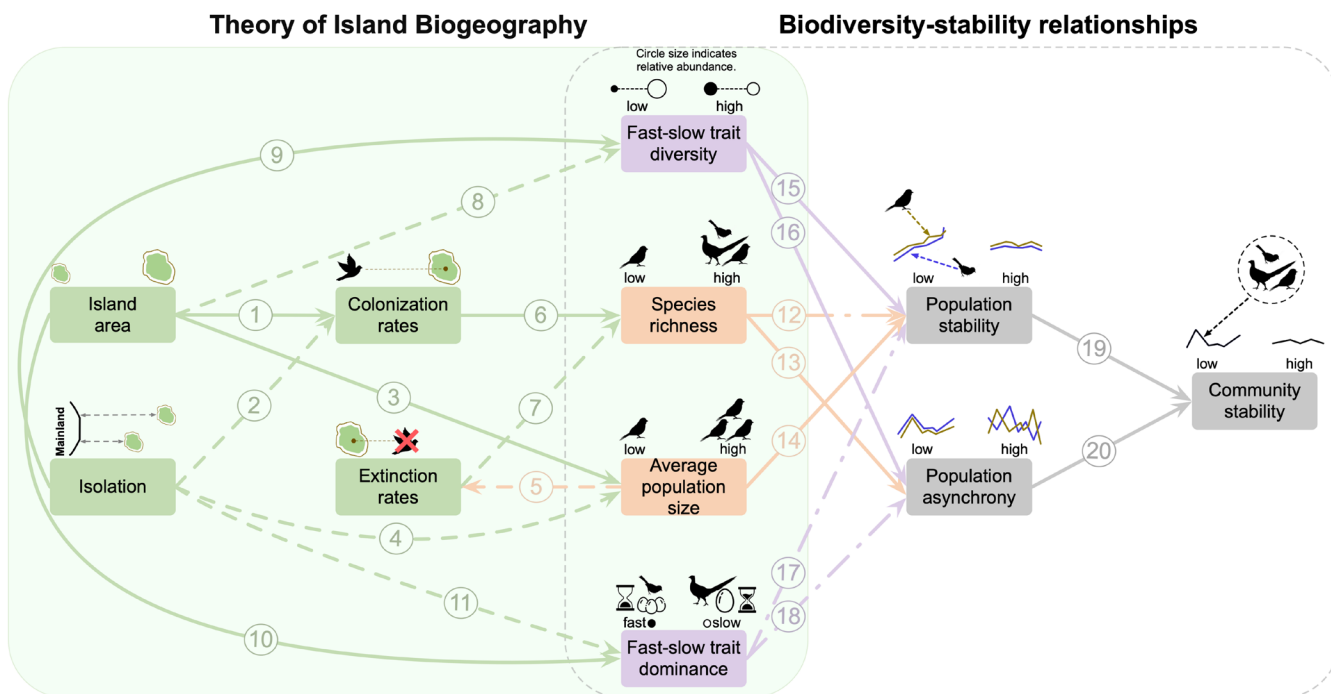 Theory of Island Biogeography
Biodiversity-stability relationships
Circle size indicates
relative abundance.
low
high
Fast-slow trait
diversity
9
8
15
16
low
high
low
high
Island
area
1
Colonization
rates
6
Species
richness
12
Population
stability
13
19
low
high
Community
stability
2
3
7
Mainland
low
high
14
low
high
Isolation
Extinction
rates
5
Average
population
size
Population
asynchrony
20
4
17
11
18
fast
slow
10
Fast-slow trait
dominance